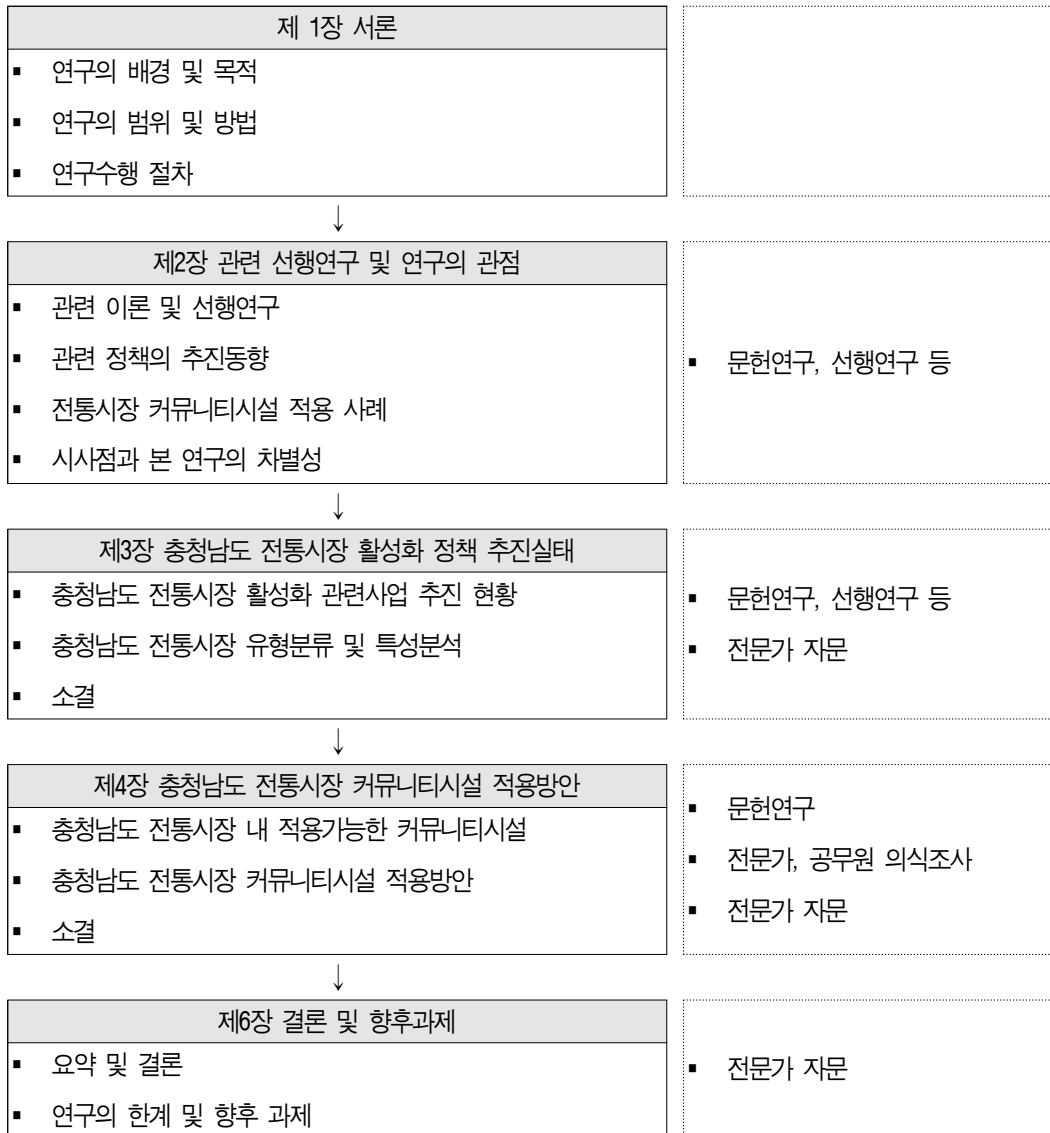 제 1장 서론
▪ 연구의 배경 및 목적
▪ 연구의 범위 및 방법
▪ 연구수행 절차
↓
제2장 관련 선행연구 및 연구의 관점
▪ 관련 이론 및 선행연구
▪ 관련 정책의 추진동향
▪ 전통시장 커뮤니티시설 적용 사례
▪ 시사점과 본 연구의 차별성
▪ 문헌연구, 선행연구 등
↓
제3장 충청남도 전통시장 활성화 정책 추진실태
▪ 충청남도 전통시장 활성화 관련사업 추진 현황
▪ 충청남도 전통시장 유형분류 및 특성분석
▪ 소결
▪ 문헌연구, 선행연구 등
▪ 전문가 자문
↓
제4장 충청남도 전통시장 커뮤니티시설 적용방안
▪ 충청남도 전통시장 내 적용가능한 커뮤니티시설
▪ 충청남도 전통시장 커뮤니티시설 적용방안
▪ 소결
▪ 문헌연구
▪ 전문가, 공무원 의식조사
▪ 전문가 자문
↓
제6장 결론 및 향후과제
▪ 요약 및 결론
▪ 연구의 한계 및 향후 과제
▪ 전문가 자문